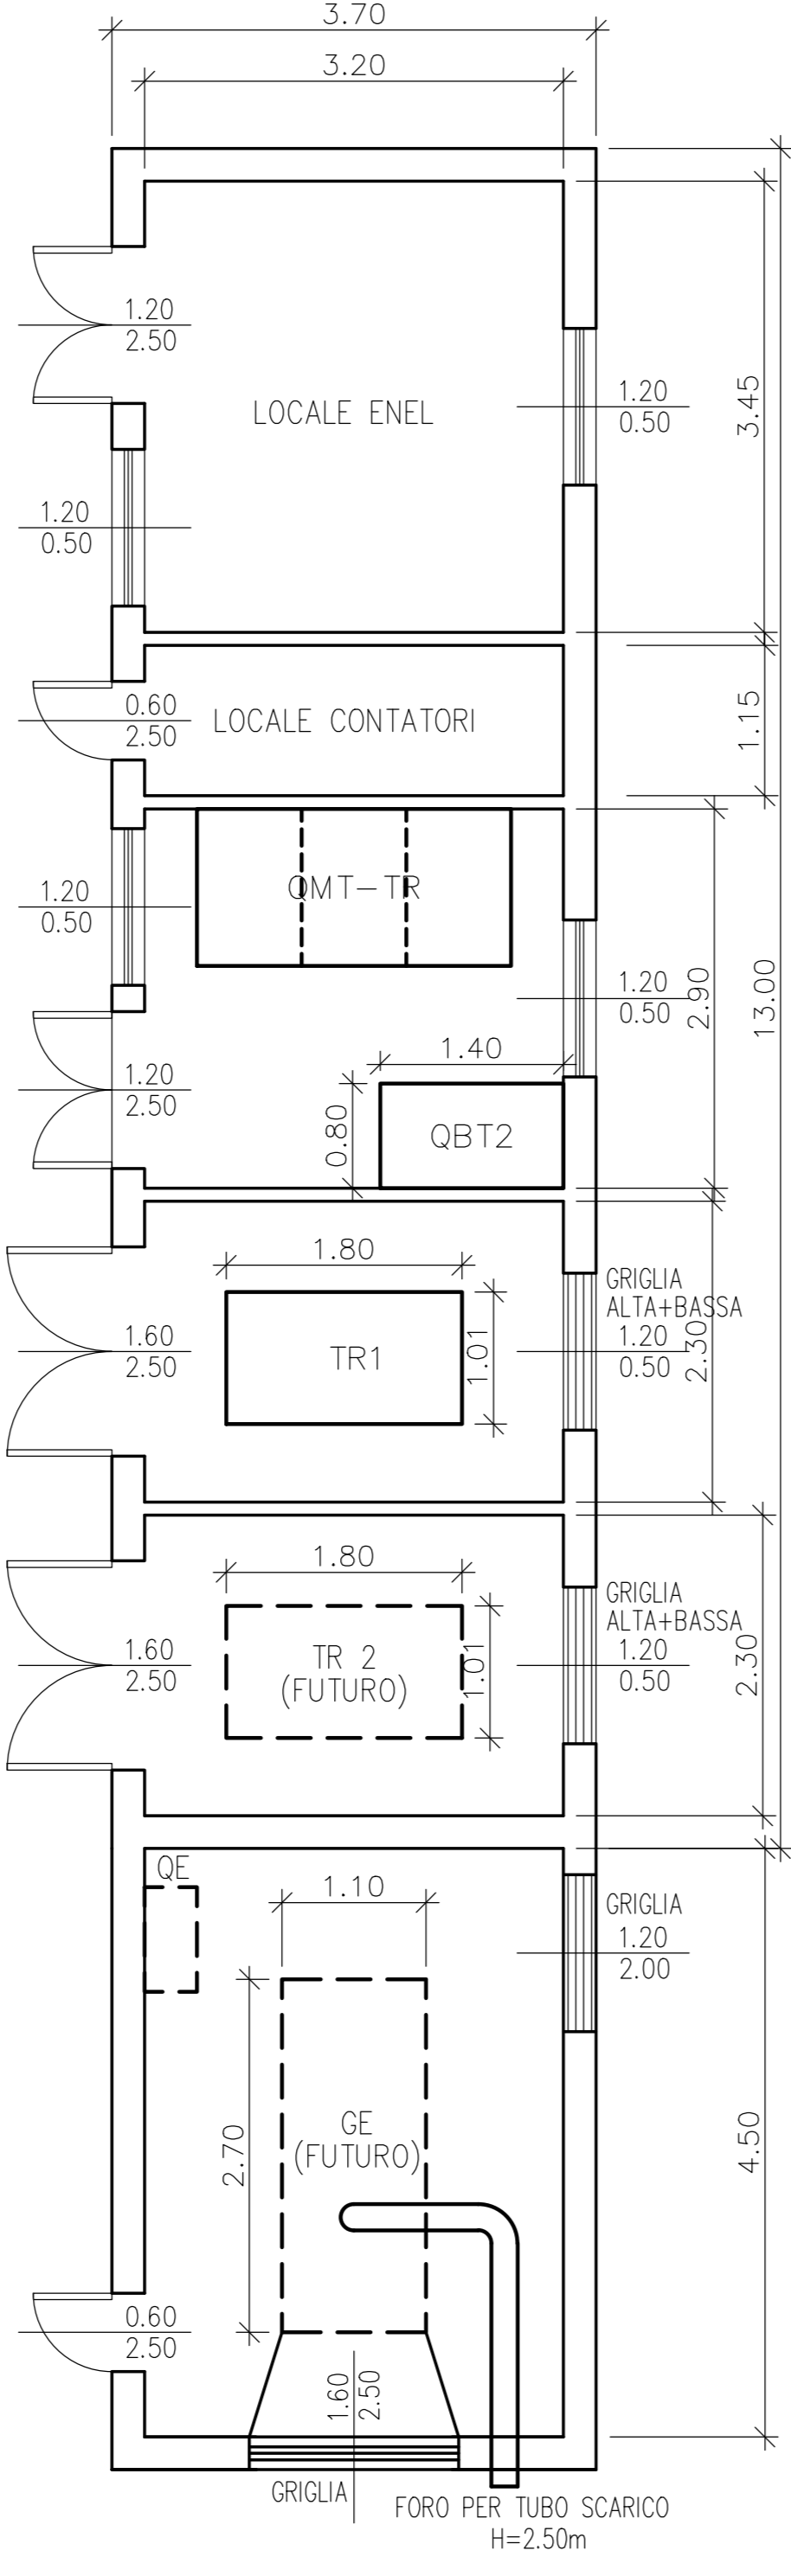 3.70
3.20
1.20
2.50
LOCALE ENEL
1.20
0.50
3.45
1.20
0.50
0.60
2.50
LOCALE CONTATORI
1.15
1.20
0.50
QMT-TR
1.20
0.50
2.90
13.00
1.20
2.50
1.40
0.80
QBT2
1.80
GRIGLIA
ALTA+BASSA
1.60
2.50
TR1
1.01
1.20
0.50
2.30
1.80
GRIGLIA
ALTA+BASSA
1.60
2.50
TR 2
(FUTURO)
1.01
1.20
0.50
2.30
QE
1.10
GRIGLIA
1.20
2.00
2.70
GE
(FUTURO)
4.50
0.60
2.50
1.60
2.50
GRIGLIA
FORO PER TUBO SCARICO
H=2.50m